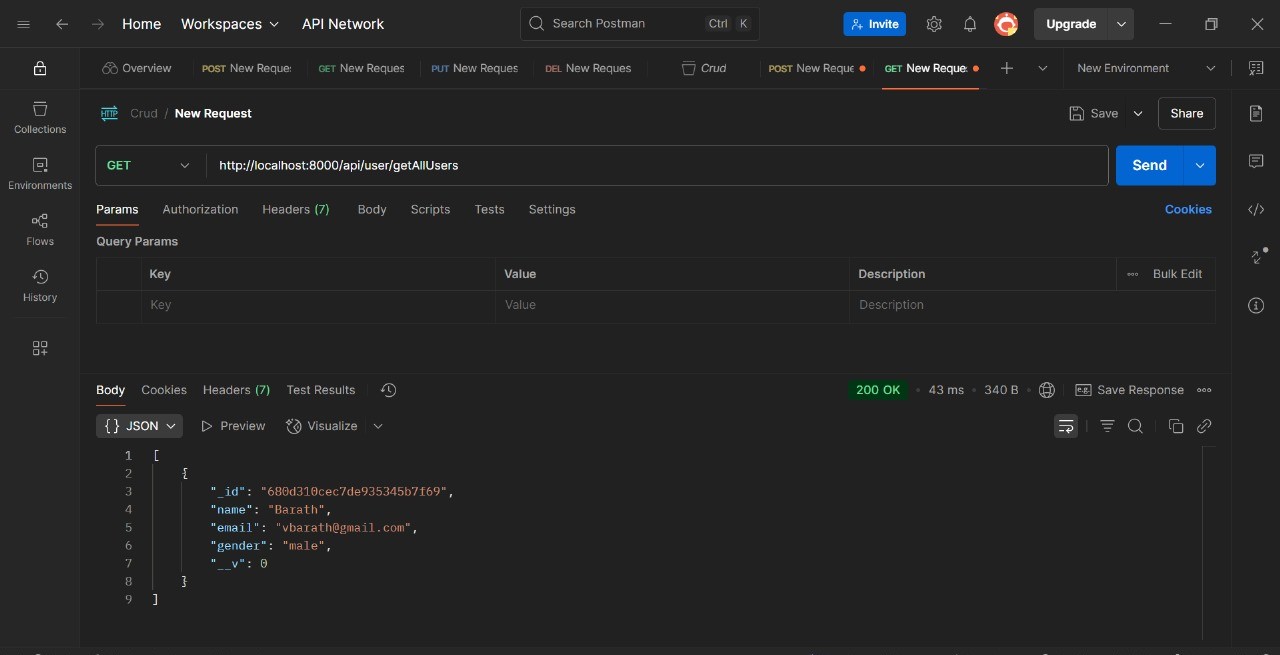 Home Workspaces API Network Search Postman Ctrl K Invite Upgrade
Overview POST New Reques GET New Reques PUT New Reques DEL New Reques Crud POST New Reque GET New Reque New Environment
HTTP Crud / New Request Save Share
Collections
GET http://localhost:8000/api/user/getAllUsers Send
Environments
Params Authorization Headers (7) Body Scripts Tests Settings Cookies
Flows
Query Params
Key Value Description Bulk Edit
History
Key Value Description
Body Cookies Headers (7) Test Results 200 OK • 43 ms • 340 B • e.g. Save Response
{} JSON Preview Visualize
1 [
2 {
3 "_id": "680d310cec7de935345b7f69",
4 "name": "Barath",
5 "email": "vbarath@gmail.com",
6 "gender": "male",
7 "__v": 0
8 }
9 ]